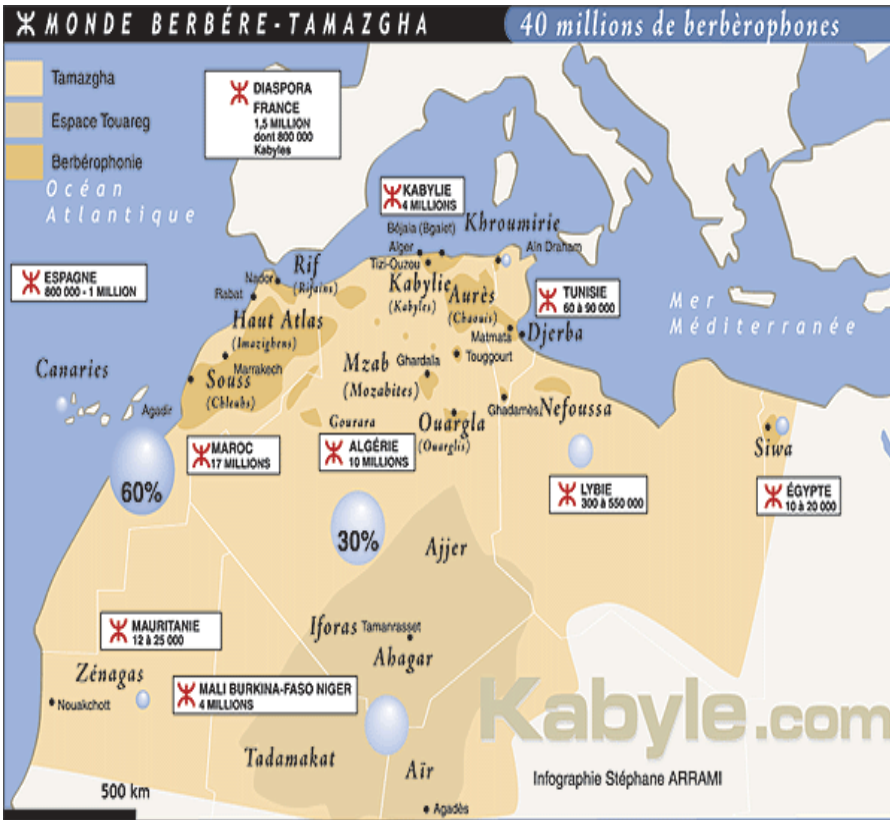 ⵣ MONDE BERBÉRE-TAMAZGHA
40 millions de berbèrophones
Tamazgha
Espace Touareg
Berbérophonie
Océan
Atlantique
DIASPORA
FRANCE
1,5 MILLION
dont 800 000
Kabyles
KABYLIE
4 MILLIONS
Khroumirie
Béjaia (Bgaiet)
Alger
Aïn Draham
Tizi-Ouzou
ESPAGNE
800 000 - 1 MILLION
Nador
Rif
(Rifains)
Rabat
Kabylie
(Kabyles)
Aurès
(Chaouis)
TUNISIE
60 à 90 000
Mer
Méditerranée
Haut Atlas
(Imazighens)
Matmata
Djerba
Marrakech
Mzab
(Mozabites)
Ghardaïa
Touggourt
Canaries
Souss
(Chleuhs)
Agadir
Gourara
Ouargla
(Ouarglis)
Ghadamès
Nefoussa
Siwa
MAROC
17 MILLIONS
ALGÉRIE
10 MILLIONS
60%
LYBIE
300 à 550 000
ÉGYPTE
10 à 20 000
30%
Ajjer
MAURITANIE
12 à 25 000
Iforas
Tamanrasset
Ahagar
Zénagas
Nouakchott
MALI BURKINA-FASO NIGER
4 MILLIONS
Kabyle.com
Tadamakat
Aïr
Infographie Stéphane ARRAMI
500 km
Agadès